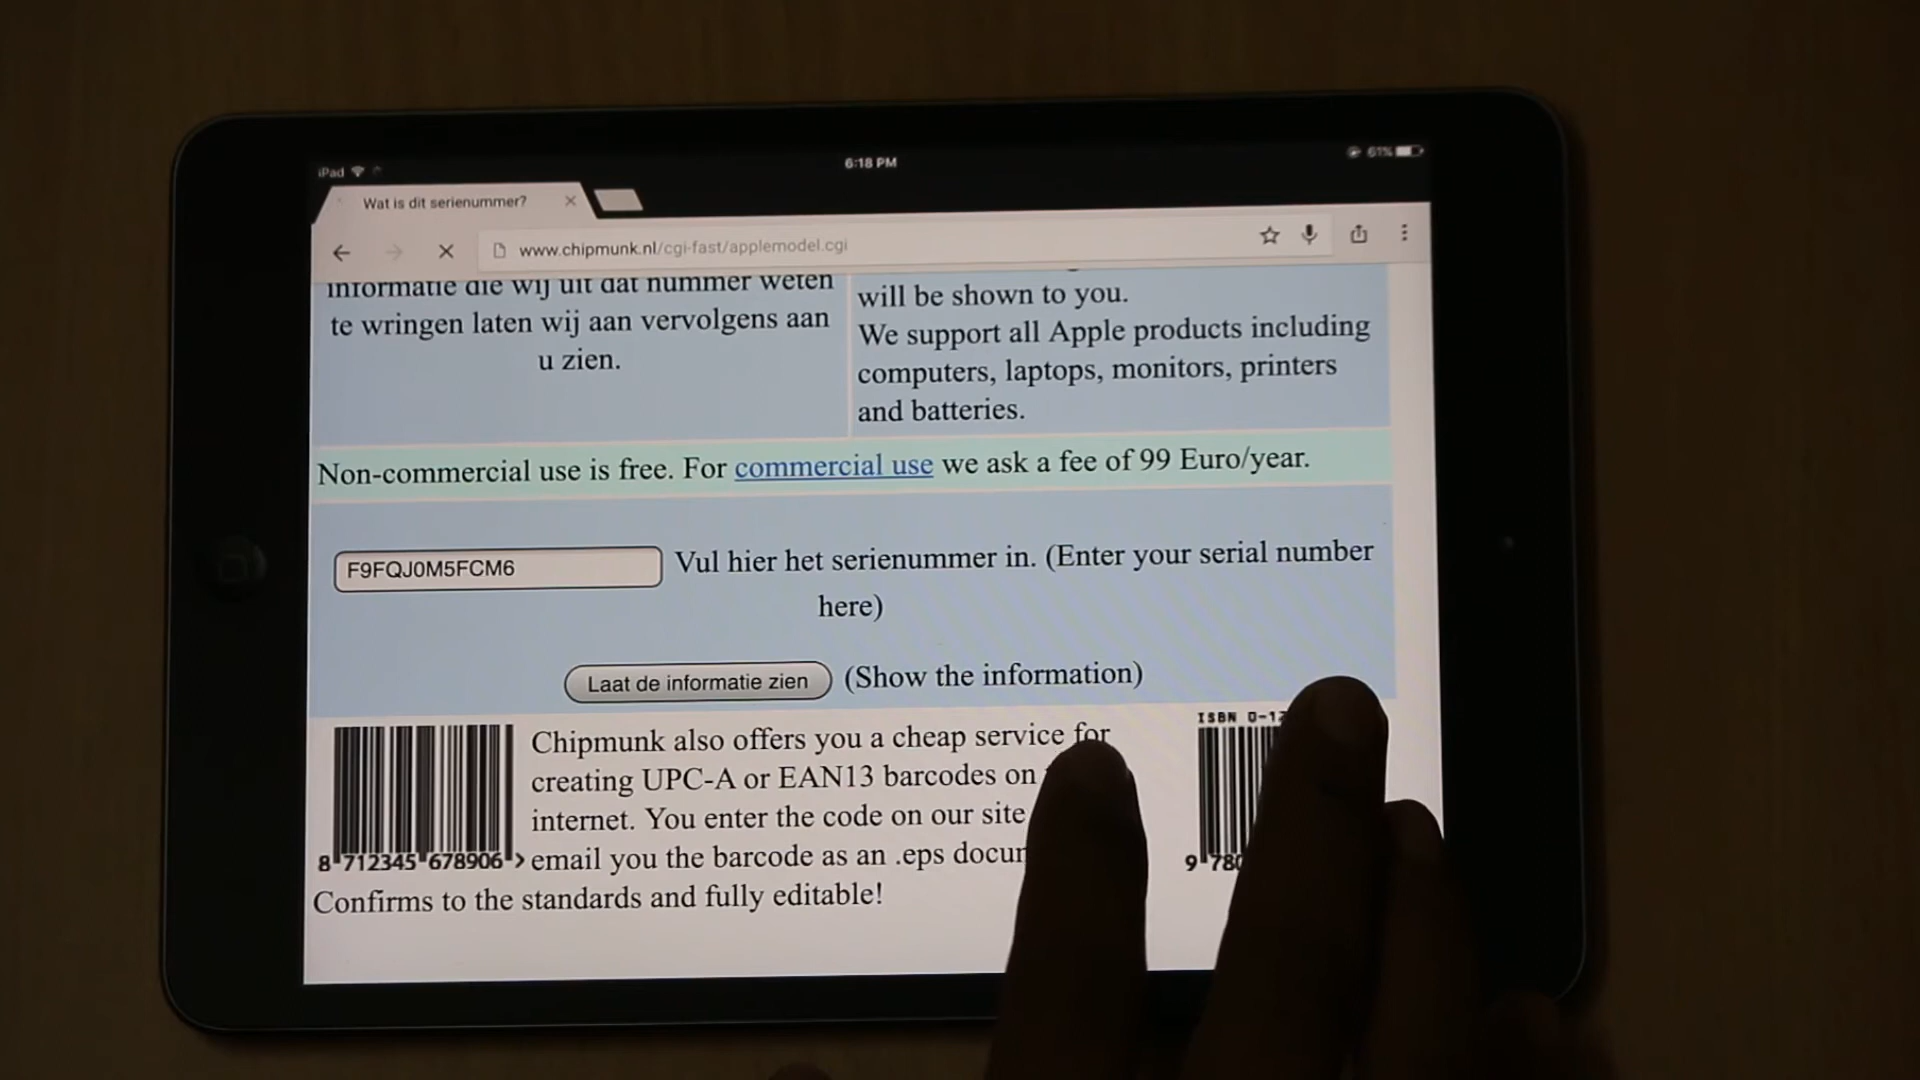 iPad
6:18 PM
61%
Wat is dit serienummer?
www.chipmunk.nl/cgi-fast/applemodel.cgi
informatie die wij uit dat nummer weten
te wringen laten wij aan vervolgens aan
u zien.
will be shown to you.
We support all Apple products including
computers, laptops, monitors, printers
and batteries.
Non-commercial use is free. For commercial use we ask a fee of 99 Euro/year.
F9FQJ0M5FCM6 Vul hier het serienummer in. (Enter your serial number
here)
Laat de informatie zien (Show the information)
Chipmunk also offers you a cheap service for
creating UPC-A or EAN13 barcodes on
internet. You enter the code on our site
email you the barcode as an .eps
Confirms to the standards and fully editable!
8 712345 678906 >
ISBN 0-12
9 780